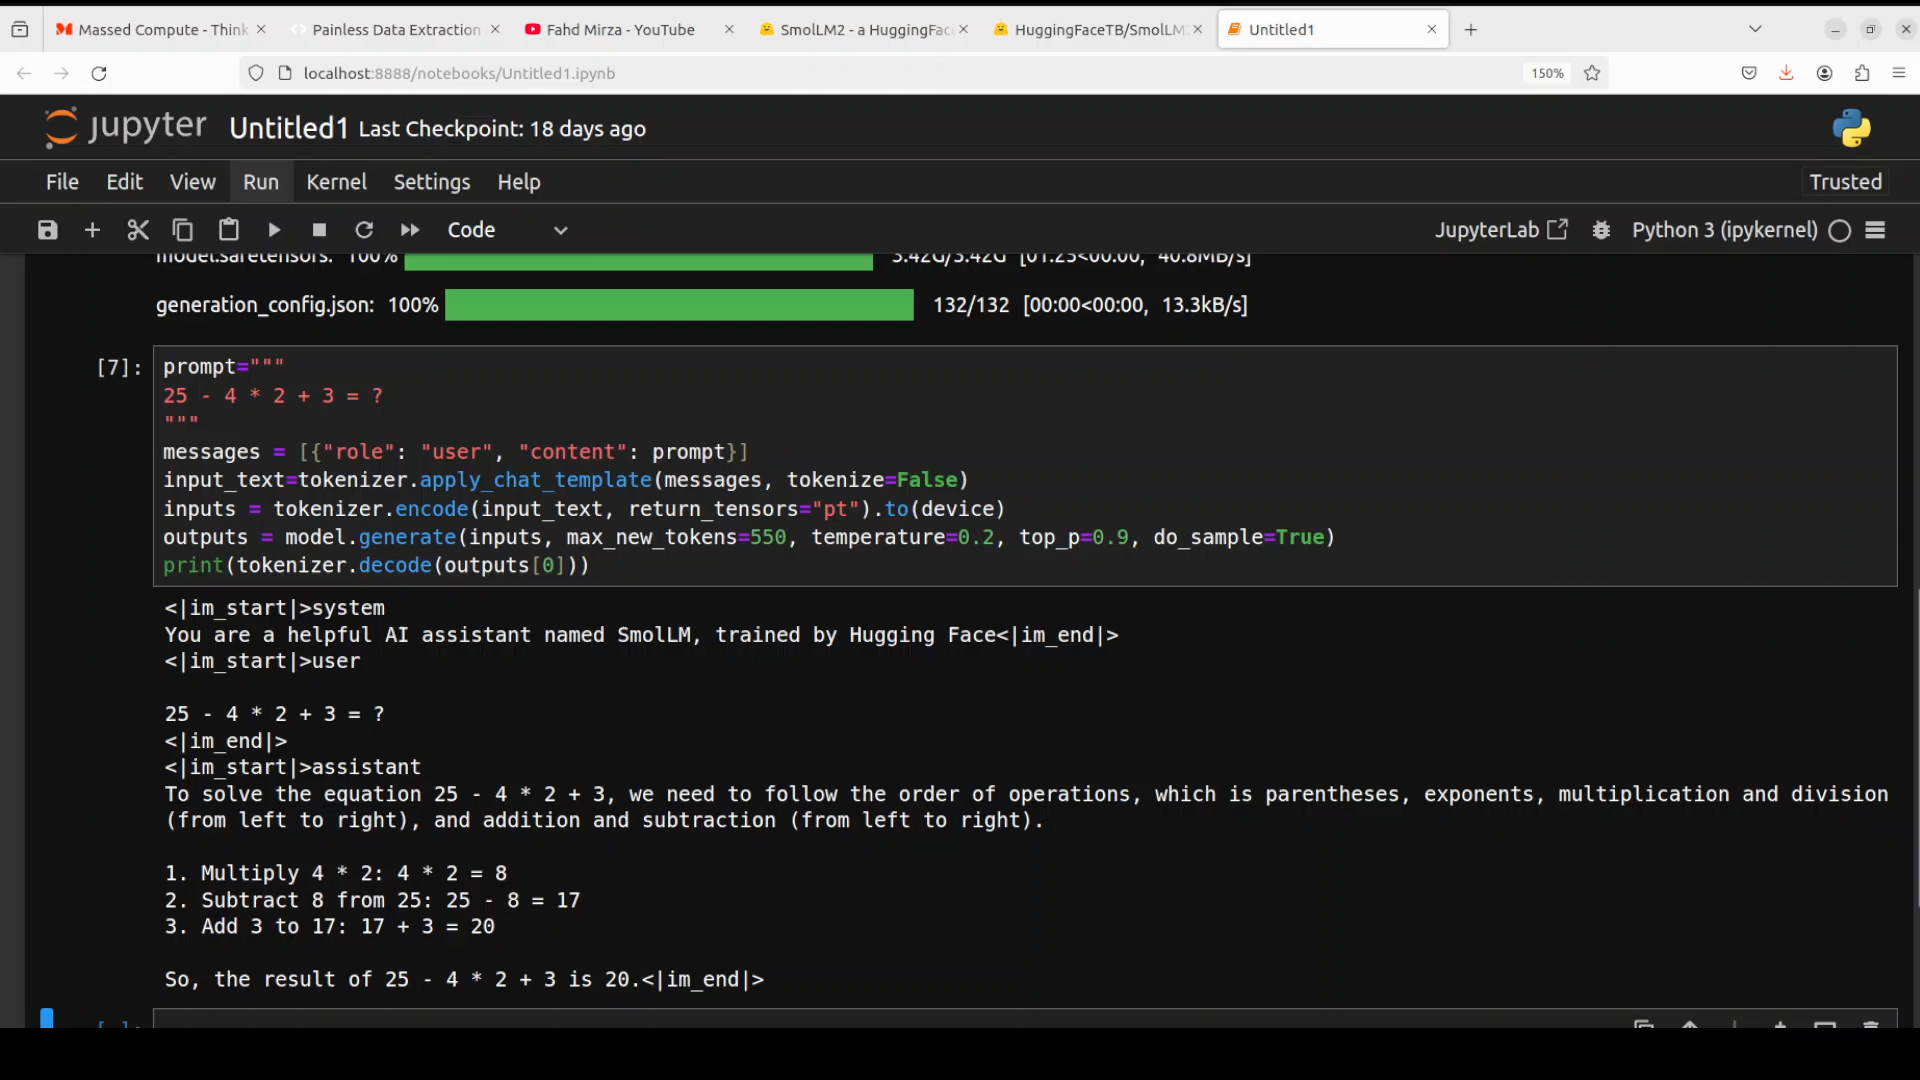 Massed Compute - Think
Painless Data Extraction
Fahd Mirza - YouTube
SmolLM2 - a HuggingFac
HuggingFaceTB/SmolLM
Untitled1
localhost:8888/notebooks/Untitled1.ipynb
150%
jupyter Untitled1 Last Checkpoint: 18 days ago
File Edit View Run Kernel Settings Help
Trusted
Code
JupyterLab
Python 3 (ipykernel)
model.safetensors: 100% 3.42G/3.42G [01:25<00:00, 40.8MB/s]
generation_config.json: 100% 132/132 [00:00<00:00, 13.3kB/s]
[7]:
prompt="""
25 - 4 * 2 + 3 = ?
"""
messages = [{"role": "user", "content": prompt}]
input_text=tokenizer.apply_chat_template(messages, tokenize=False)
inputs = tokenizer.encode(input_text, return_tensors="pt").to(device)
outputs = model.generate(inputs, max_new_tokens=550, temperature=0.2, top_p=0.9, do_sample=True)
print(tokenizer.decode(outputs[0]))
<|im_start|>system
You are a helpful AI assistant named SmolLM, trained by Hugging Face<|im_end|>
<|im_start|>user
25 - 4 * 2 + 3 = ?
<|im_end|>
<|im_start|>assistant
To solve the equation 25 - 4 * 2 + 3, we need to follow the order of operations, which is parentheses, exponents, multiplication and division
(from left to right), and addition and subtraction (from left to right).
1. Multiply 4 * 2: 4 * 2 = 8
2. Subtract 8 from 25: 25 - 8 = 17
3. Add 3 to 17: 17 + 3 = 20
So, the result of 25 - 4 * 2 + 3 is 20.<|im_end|>
[ ]: